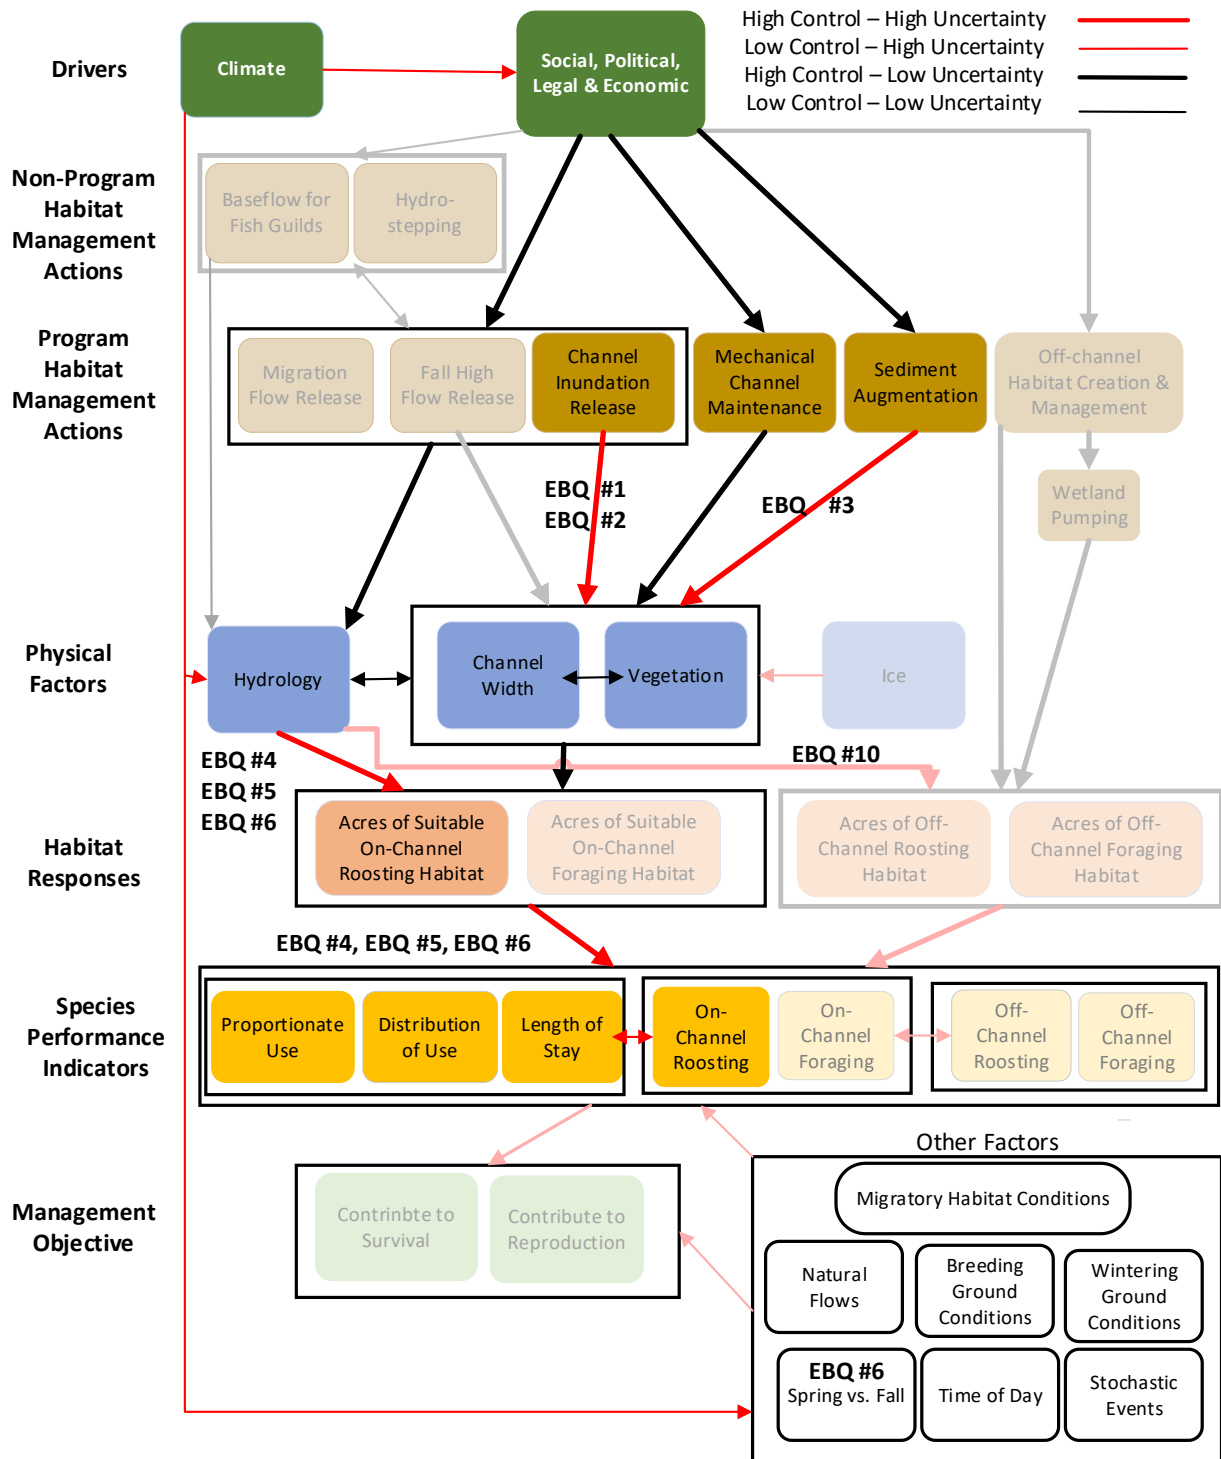 High Control – High Uncertainty
Low Control – High Uncertainty
High Control – Low Uncertainty
Low Control – Low Uncertainty
Drivers
Climate
Social, Political,
Legal & Economic
Non-Program
Habitat
Management
Actions
Baseflow for
Fish Guilds
Hydro-
stepping
Program
Habitat
Management
Actions
Migration
Flow Release
Fall High
Flow Release
Channel
Inundation
Release
Mechanical
Channel
Maintenance
Sediment
Augmentation
Off-channel
Habitat Creation &
Management
EBQ #1
EBQ #2
EBQ #3
Wetland
Pumping
Physical
Factors
Hydrology
Channel
Width
Vegetation
Ice
EBQ #4
EBQ #5
EBQ #6
EBQ #10
Habitat
Responses
Acres of Suitable
On-Channel
Roosting Habitat
Acres of Suitable
On-Channel
Foraging Habitat
Acres of Off-
Channel Roosting
Habitat
Acres of Off-
Channel Foraging
Habitat
EBQ #4, EBQ #5, EBQ #6
Species
Performance
Indicators
Proportionate
Use
Distribution
of Use
Length of
Stay
On-
Channel
Roosting
On-
Channel
Foraging
Off-
Channel
Roosting
Off-
Channel
Foraging
Management
Objective
Contrinbte to
Survival
Contribute to
Reproduction
Other Factors
Migratory Habitat Conditions
Natural
Flows
Breeding
Ground
Conditions
Wintering
Ground
Conditions
EBQ #6
Spring vs. Fall
Time of Day
Stochastic
Events